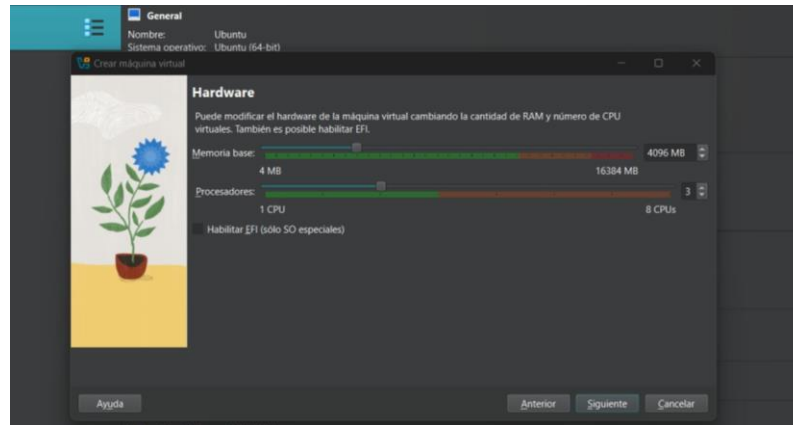 General
Nombre: Ubuntu
Sistema operativo: Ubuntu (64-bit)
Crear máquina virtual
Hardware
Puede modificar el hardware de la máquina virtual cambiando la cantidad de RAM y número de CPU
virtuales. También es posible habilitar EFI.
Memoria base: 4096 MB
4 MB 16384 MB
Procesadores: 3
1 CPU 8 CPUs
Habilitar EFI (sólo SO especiales)
Ayuda Anterior Siguiente Cancelar